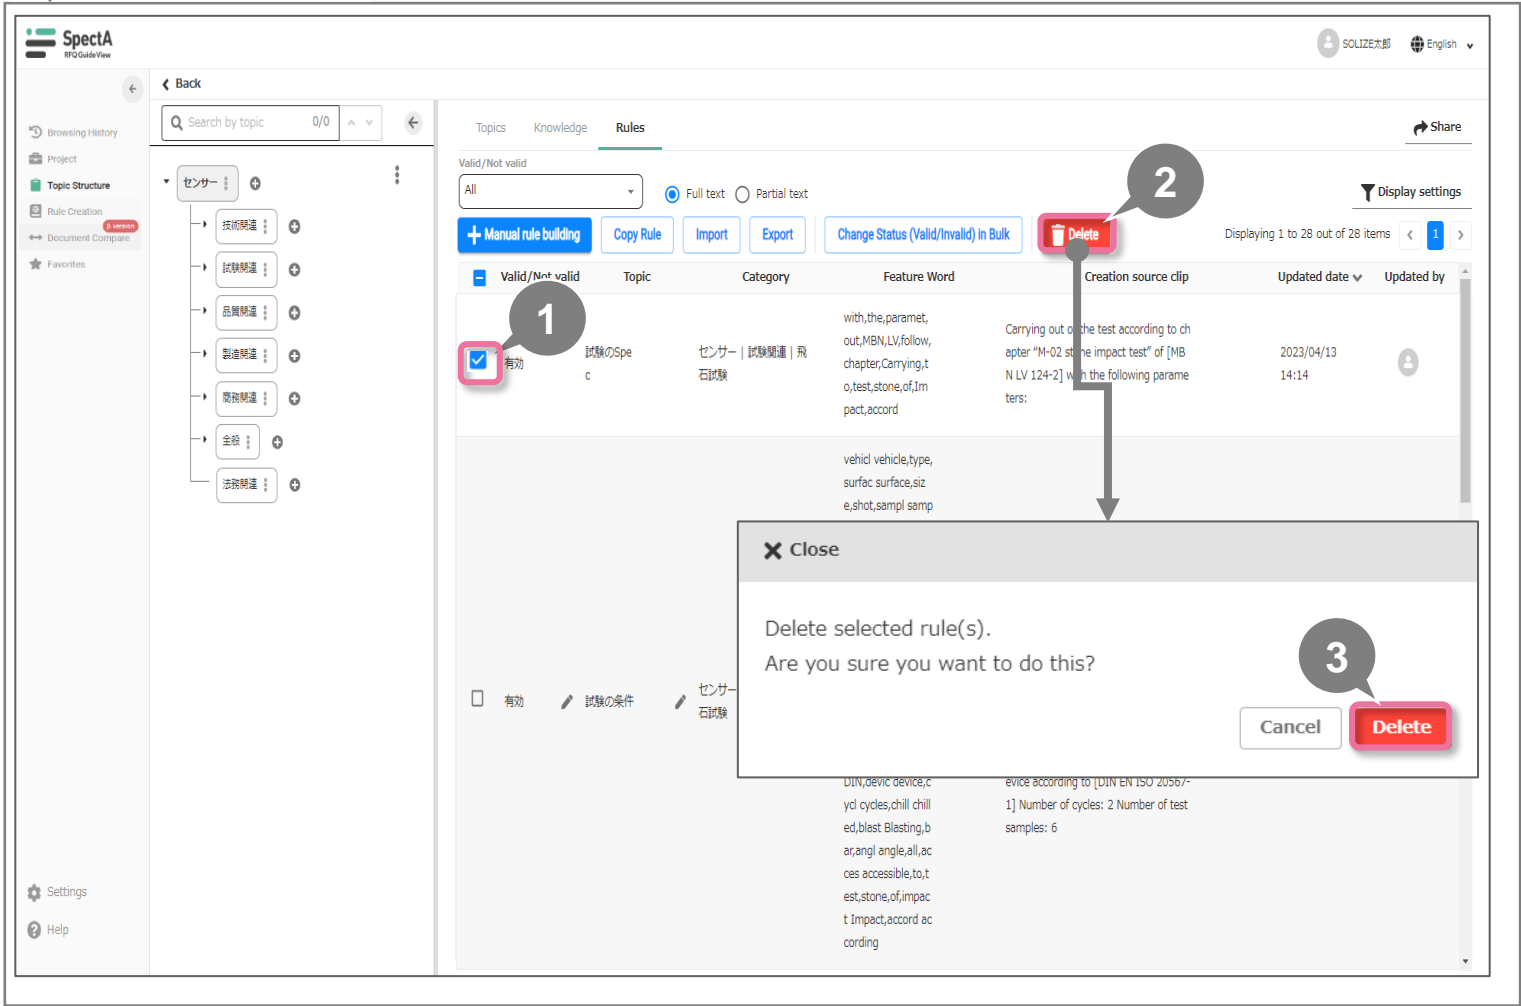 SpectA
RFQ GuideView
SOLIZE太郎
English
Back
Browsing History
Project
Topic Structure
Rule Creation
β version
Document Compare
Favorites
Settings
Help
Search by topic 0/0
センサー
技術関連
試験関連
品質関連
製造関連
商務関連
全般
法務関連
Topics Knowledge Rules
Share
Valid/Not valid
All
Full text Partial text
Display settings
Manual rule building Copy Rule Import Export Change Status (Valid/Invalid) in Bulk Delete
Displaying 1 to 28 out of 28 items 1
Valid/Not valid Topic Category Feature Word Creation source clip Updated date Updated by
1
2
3
有効
試験のSpe
c
センサー | 試験関連 | 飛
石試験
with,the,paramet,
out,MBN,LV,follow,
chapter,Carrying,t
o,test,stone,of,Im
pact,accord
Carrying out of the test according to ch
apter “M-02 stone impact test” of [MB
N LV 124-2] with the following parame
ters:
2023/04/13
14:14
有効
試験の条件
センサー
石試験
vehicl vehicle,type,
surfac surface,siz
e,shot,sampl samp
DIN,devic device,c
ycl cycles,chill chill
ed,blast Blasting,b
ar,angl angle,all,ac
ces accessible,to,t
est,stone,of,impac
t Impact,accord ac
cording
evice according to [DIN EN ISO 20567-
1] Number of cycles: 2 Number of test
samples: 6
Close
Delete selected rule(s).
Are you sure you want to do this?
Cancel Delete